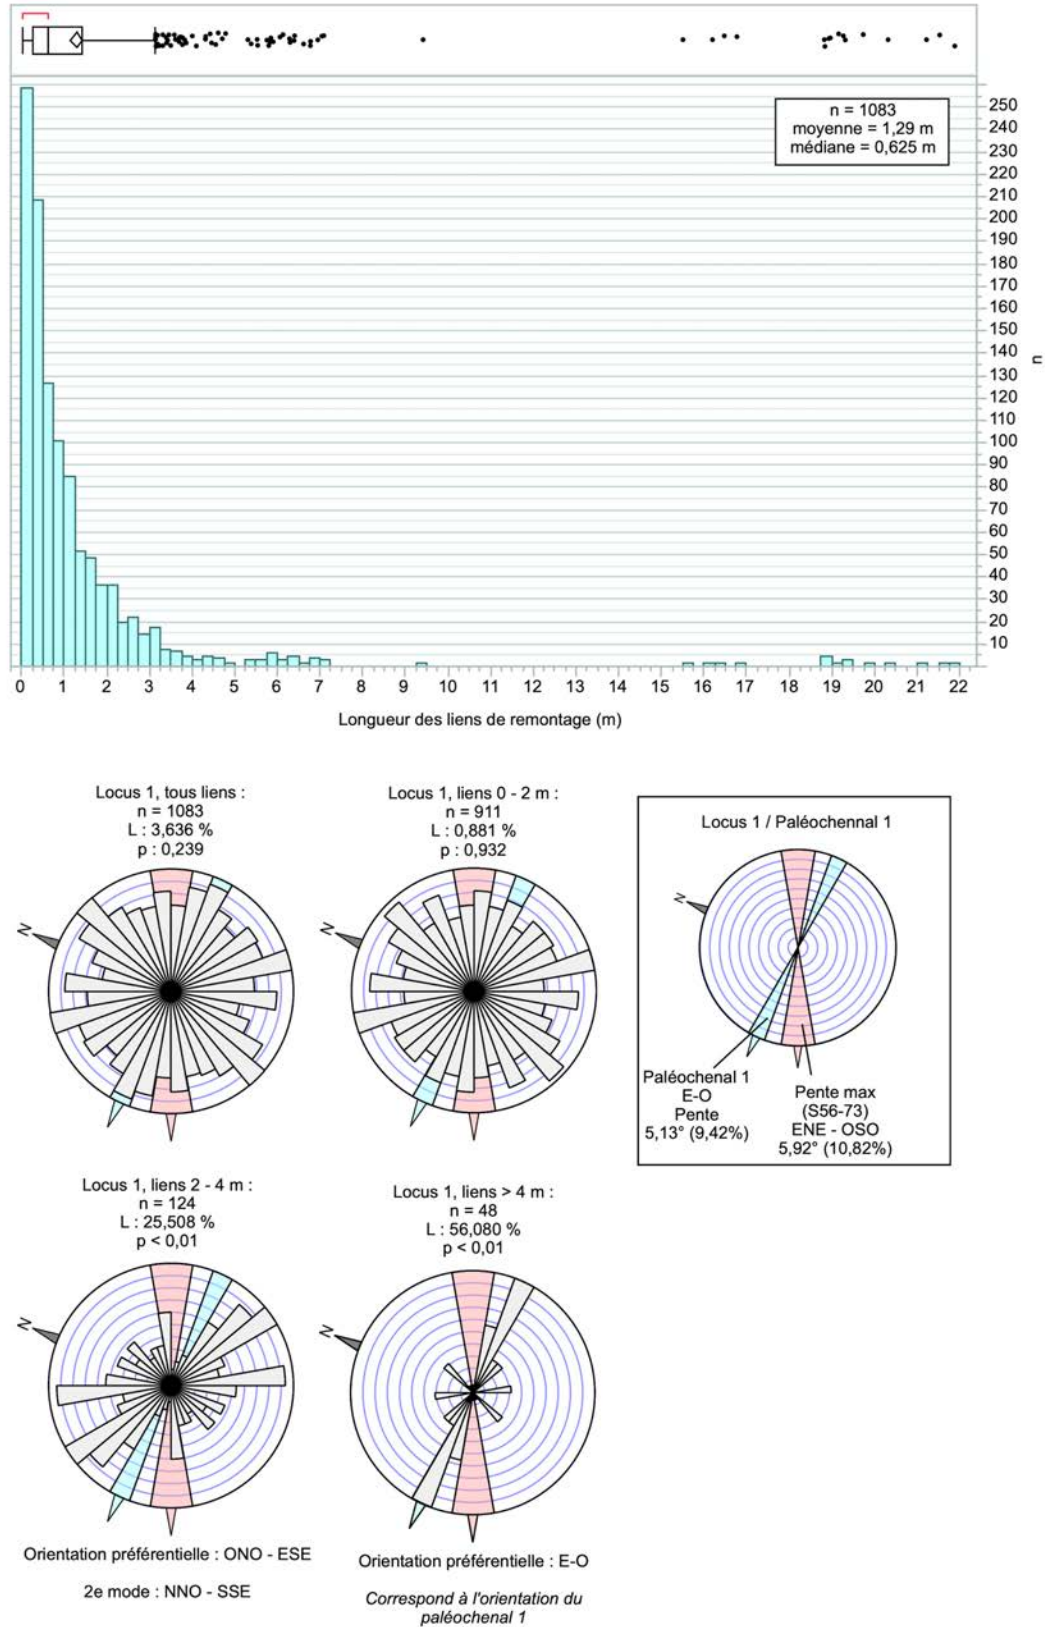 n = 1083
moyenne = 1,29 m
médiane = 0,625 m
250
240
230
220
210
200
190
180
170
160
150
140
130
120
110
100
90
80
70
60
50
40
30
20
10
n
0 1 2 3 4 5 6 7 8 9 10 11 12 13 14 15 16 17 18 19 20 21 22
Longueur des liens de remontage (m)
Locus 1, tous liens :
n = 1083
L : 3,636 %
p : 0,239
N
Locus 1, liens 0 - 2 m :
n = 911
L : 0,881 %
p : 0,932
N
Locus 1 / Paléochennal 1
N
Paléochenal 1
E-O
Pente
5,13° (9,42%)
Pente max
(S56-73)
ENE - OSO
5,92° (10,82%)
Locus 1, liens 2 - 4 m :
n = 124
L : 25,508 %
p < 0,01
N
Orientation préférentielle : ONO - ESE
2e mode : NNO - SSE
Locus 1, liens > 4 m :
n = 48
L : 56,080 %
p < 0,01
N
Orientation préférentielle : E-O
Correspond à l'orientation du
paléochenal 1